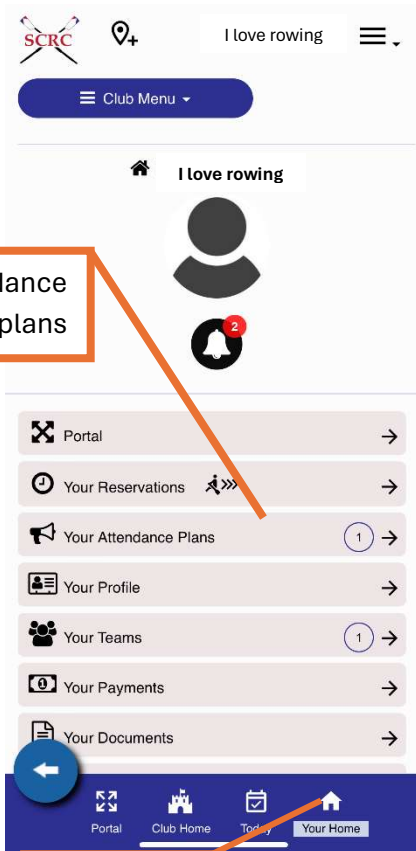 SCRC
I love rowing
Club Menu
I love rowing
plans
2
Portal
Your Reservations
Your Attendance Plans 1
Your Profile
Your Teams 1
Your Payments
Your Documents
Portal Club Home Today Your Home